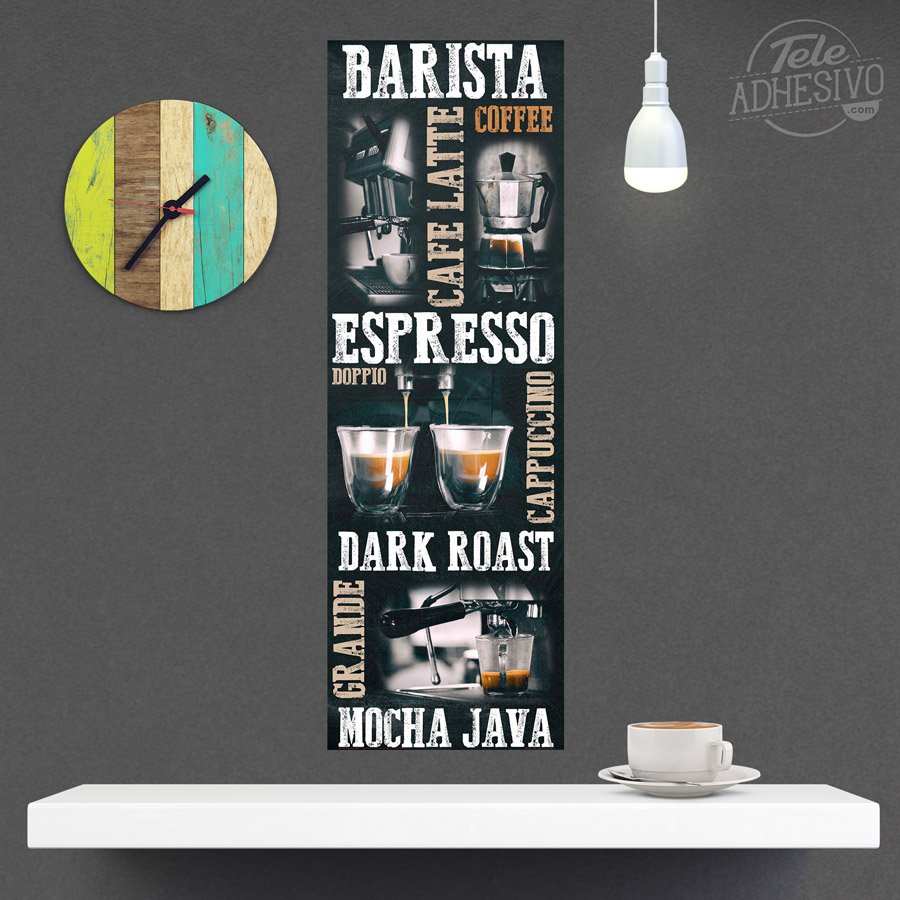 BARISTA
COFFEE
CAFE LATTE
ESPRESSO
DOPPIO
CAPPUCCINO
DARK ROAST
GRANDE
MOCHA JAVA
Tele
ADHESIVO
.com